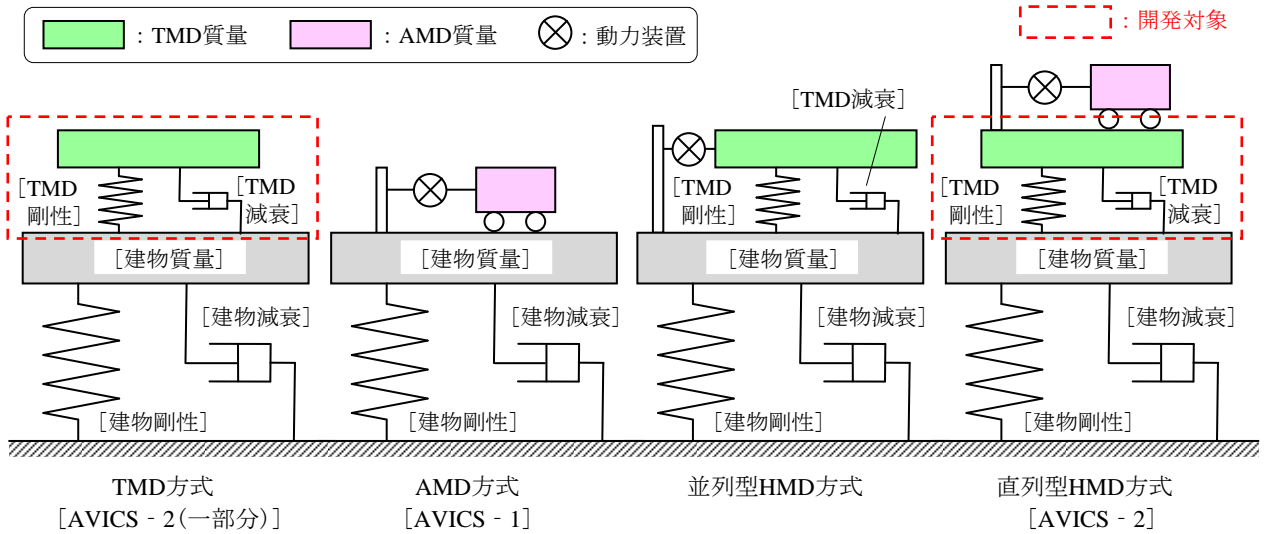 ：TMD質量
：AMD質量
：動力装置
：開発対象
［TMD
剛性］
［TMD
減衰］
［建物質量］
［建物減衰］
［建物剛性］
［建物質量］
［建物減衰］
［建物剛性］
［TMD減衰］
［TMD
剛性］
［建物質量］
［建物減衰］
［建物剛性］
［TMD
剛性］
［TMD
減衰］
［建物質量］
［建物減衰］
［建物剛性］
TMD方式
［AVICS‐2（一部分）］
AMD方式
［AVICS‐1］
並列型HMD方式
直列型HMD方式
［AVICS‐2］